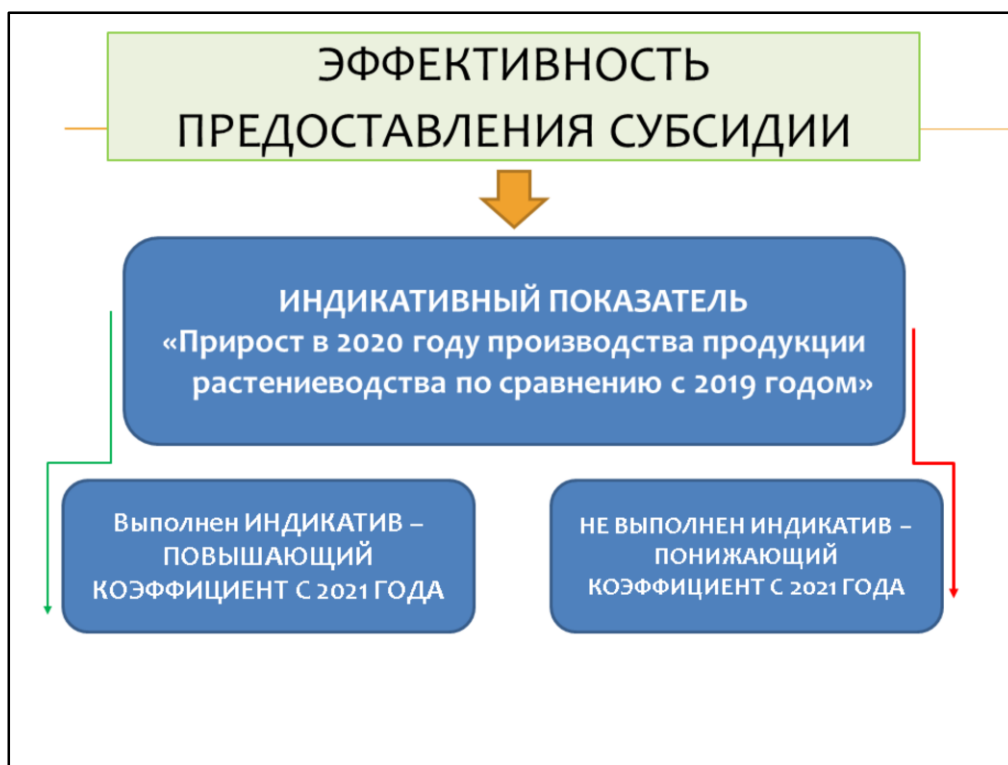 ЭФФЕКТИВНОСТЬ
ПРЕДОСТАВЛЕНИЯ СУБСИДИИ
ИНДИКАТИВНЫЙ ПОКАЗАТЕЛЬ
«Прирост в 2020 году производства продукции
растениеводства по сравнению с 2019 годом»
Выполнен ИНДИКАТИВ –
ПОВЫШАЮЩИЙ
КОЭФФИЦИЕНТ С 2021 ГОДА
НЕ ВЫПОЛНЕН ИНДИКАТИВ –
ПОНИЖАЮЩИЙ
КОЭФФИЦИЕНТ С 2021 ГОДА